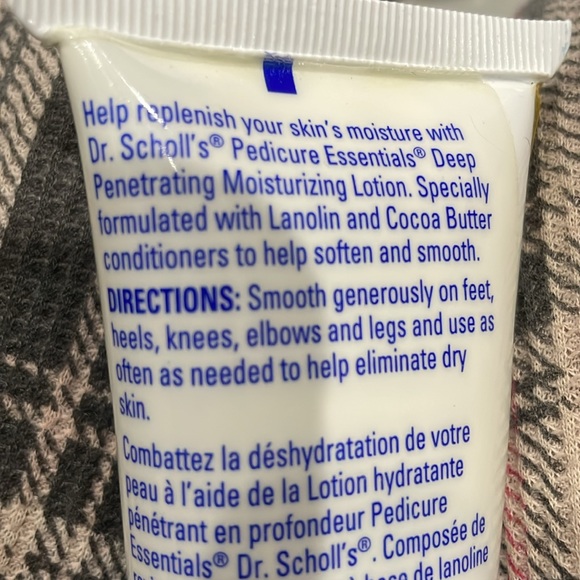 Help replenish your skin's moisture with
Dr. Scholl's® Pedicure Essentials® Deep
Penetrating Moisturizing Lotion. Specially
formulated with Lanolin and Cocoa Butter
conditioners to help soften and smooth.
DIRECTIONS: Smooth generously on feet,
heels, knees, elbows and legs and use as
often as needed to help eliminate dry
skin.
Combattez la déshydratation de votre
peau à l'aide de la Lotion hydratante
pénétrant en profondeur Pedicure
Essentials® Dr. Scholl's®. Composée de
base de lanoline